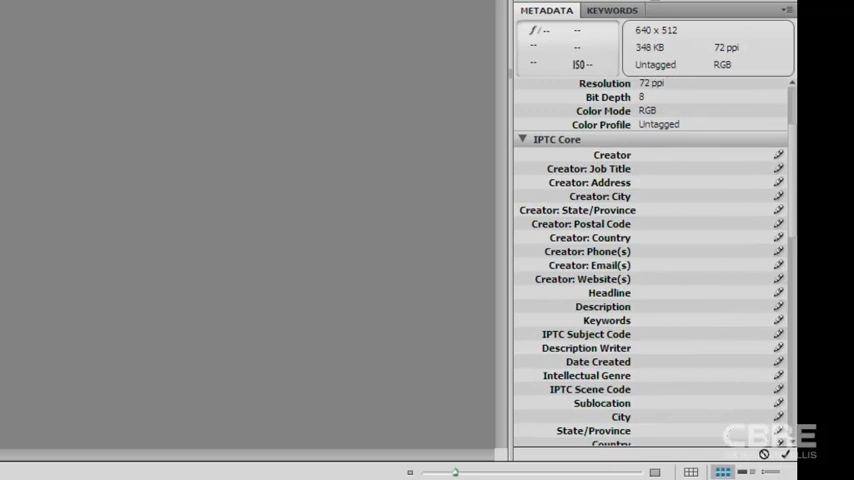 METADATA
KEYWORDS
ƒ/ -- --
640 x 512
--
--
348 KB
72 ppi
--
ISO --
Untagged
RGB
Resolution 72 ppi
Bit Depth 8
Color Mode RGB
Color Profile Untagged
IPTC Core
Creator
Creator: Job Title
Creator: Address
Creator: City
Creator: State/Province
Creator: Postal Code
Creator: Country
Creator: Phone(s)
Creator: Email(s)
Creator: Website(s)
Headline
Description
Keywords
IPTC Subject Code
Description Writer
Date Created
Intellectual Genre
IPTC Scene Code
Sublocation
City
State/Province
Country
CBRE